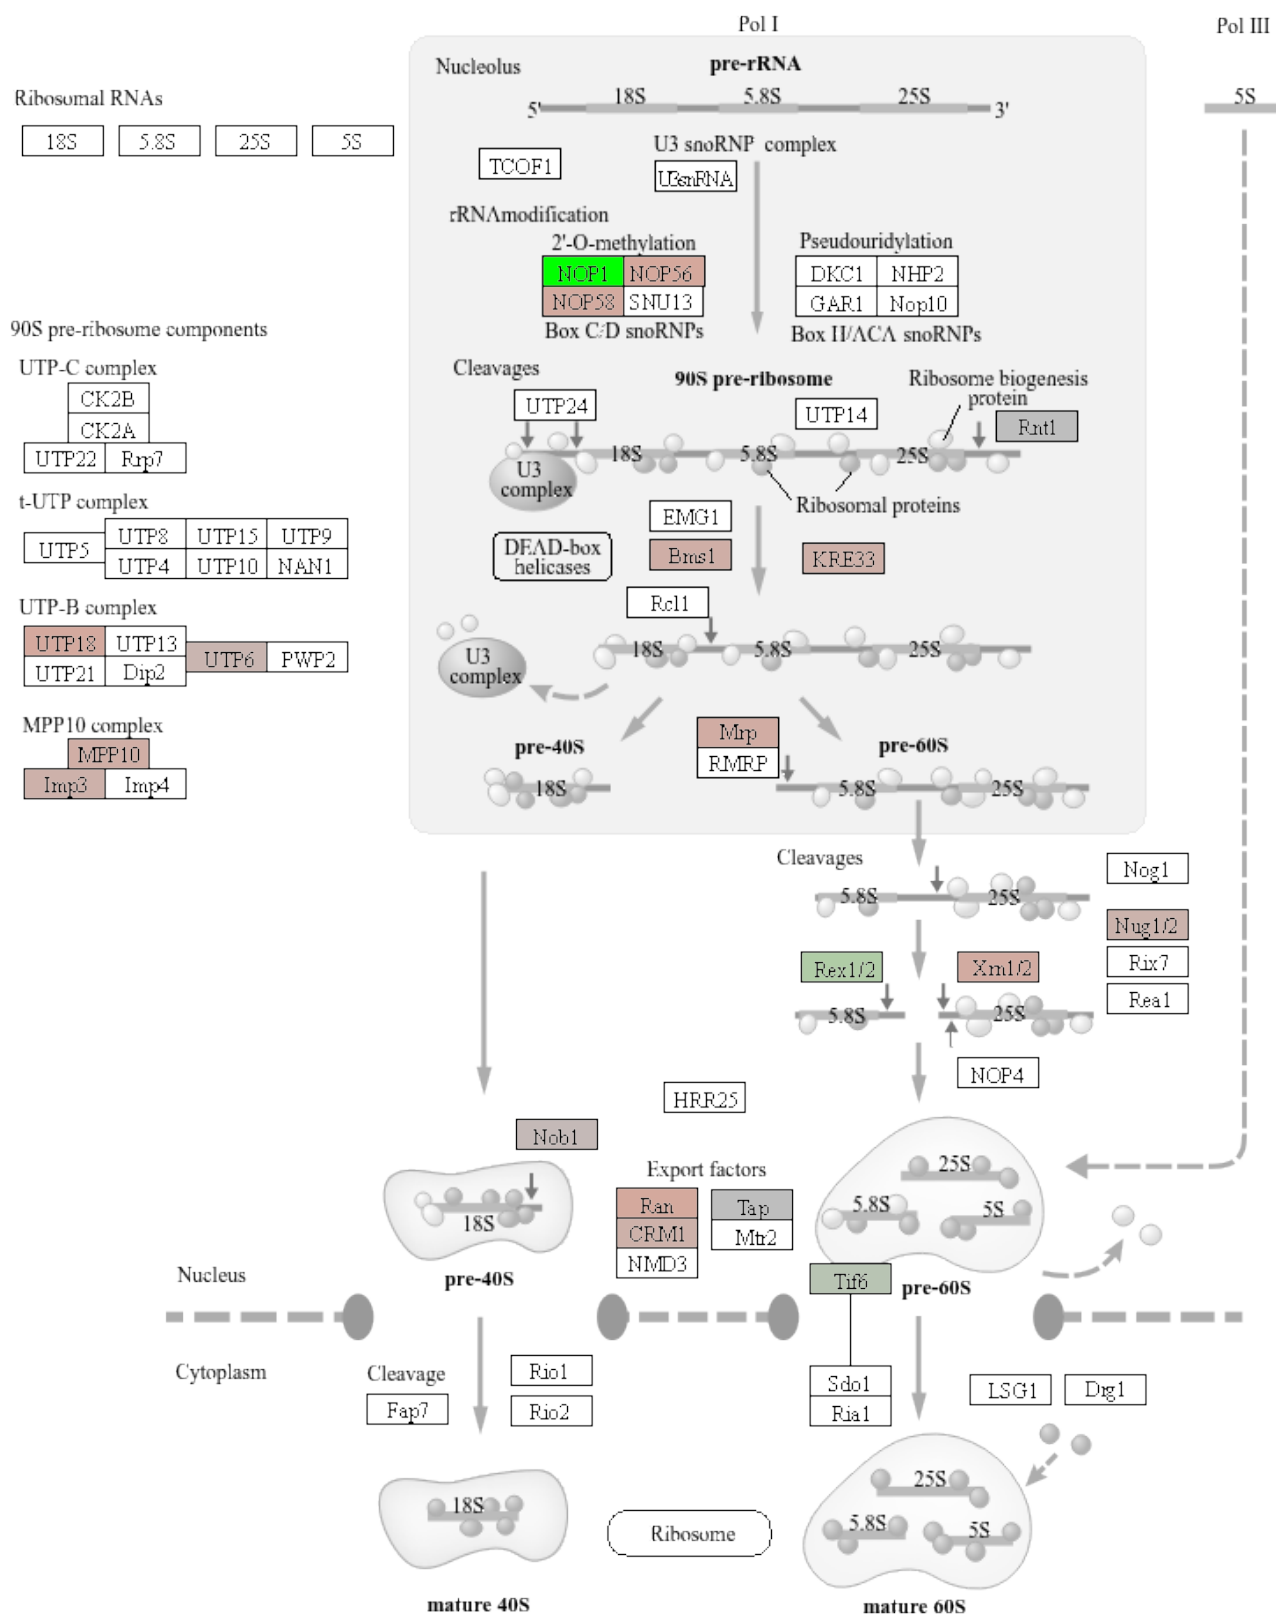 Pol I
Pol III
Nucleolus
pre-rRNA
5' 18S 5.8S 25S 3'
5S
Ribosomal RNAs
18S 5.8S 25S 5S
U3 snoRNP complex
TCOF1
U3snRNA
rRNAmodification
2'-O-methylation
NOP1 NOP56
NOP58 SNU13
Box C/D snoRNPs
Pseudouridylation
DKC1 NHP2
GAR1 Nop10
Box H/ACA snoRNPs
90S pre-ribosome components
UTP-C complex
CK2B
CK2A
UTP22 Rrp7
t-UTP complex
UTP5
UTP8 UTP15 UTP9
UTP4 UTP10 NAN1
UTP-B complex
UTP18 UTP13
UTP21 Dip2
UTP6 PWP2
MPP10 complex
MPP10
Imp3 Imp4
Cleavages
90S pre-ribosome
Ribosome biogenesis
protein
UTP24
UTP14
Rnt1
18S 5.8S 25S
U3
complex
Ribosomal proteins
EMG1
DEAD-box
helicases
Bms1
KRE33
Rcl1
18S 5.8S 25S
U3
complex
pre-40S
Mrp
RMRP
pre-60S
18S
5.8S 25S
Cleavages
Nog1
5.8S 25S
Nug1/2
Rex1/2
Xrn1/2
Rix7
Rea1
5.8S 25S
NOP4
HRR25
Nob1
18S
pre-40S
Export factors
Ran
CRM1
NMD3
Tap
Mtr2
25S
5.8S 5S
Tif6
pre-60S
Nucleus
Cytoplasm
Cleavage
Fap7
Rio1
Rio2
Sdo1
Ria1
LSG1
Drg1
18S
mature 40S
Ribosome
25S
5.8S 5S
mature 60S